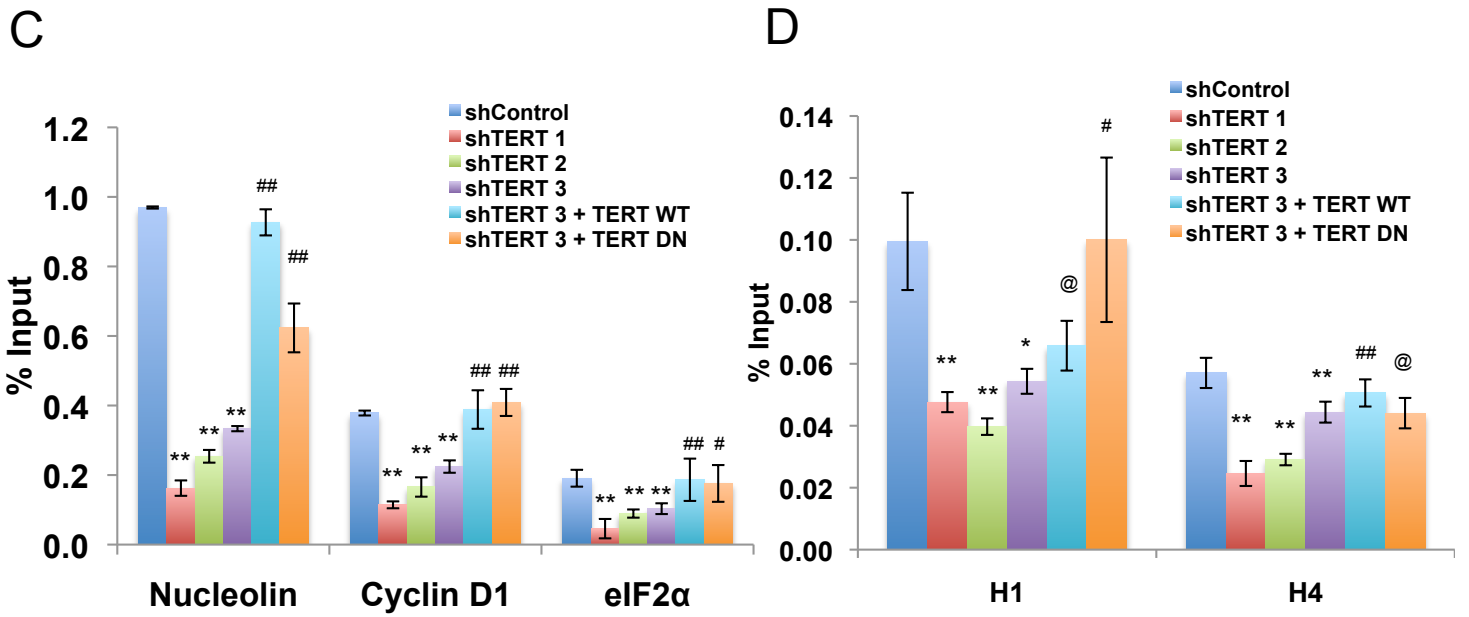 C
shControl
shTERT 1
shTERT 2
shTERT 3
shTERT 3 + TERT WT
shTERT 3 + TERT DN
% Input
1.2
1.0
0.8
0.6
0.4
0.2
0.0
** ** ** ## ##
** ** ** ## ##
** ** ** ## #
Nucleolin Cyclin D1 eIF2α
D
shControl
shTERT 1
shTERT 2
shTERT 3
shTERT 3 + TERT WT
shTERT 3 + TERT DN
% Input
0.14
0.12
0.10
0.08
0.06
0.04
0.02
0.00
** ** * @ #
** ** ** ## @
H1 H4